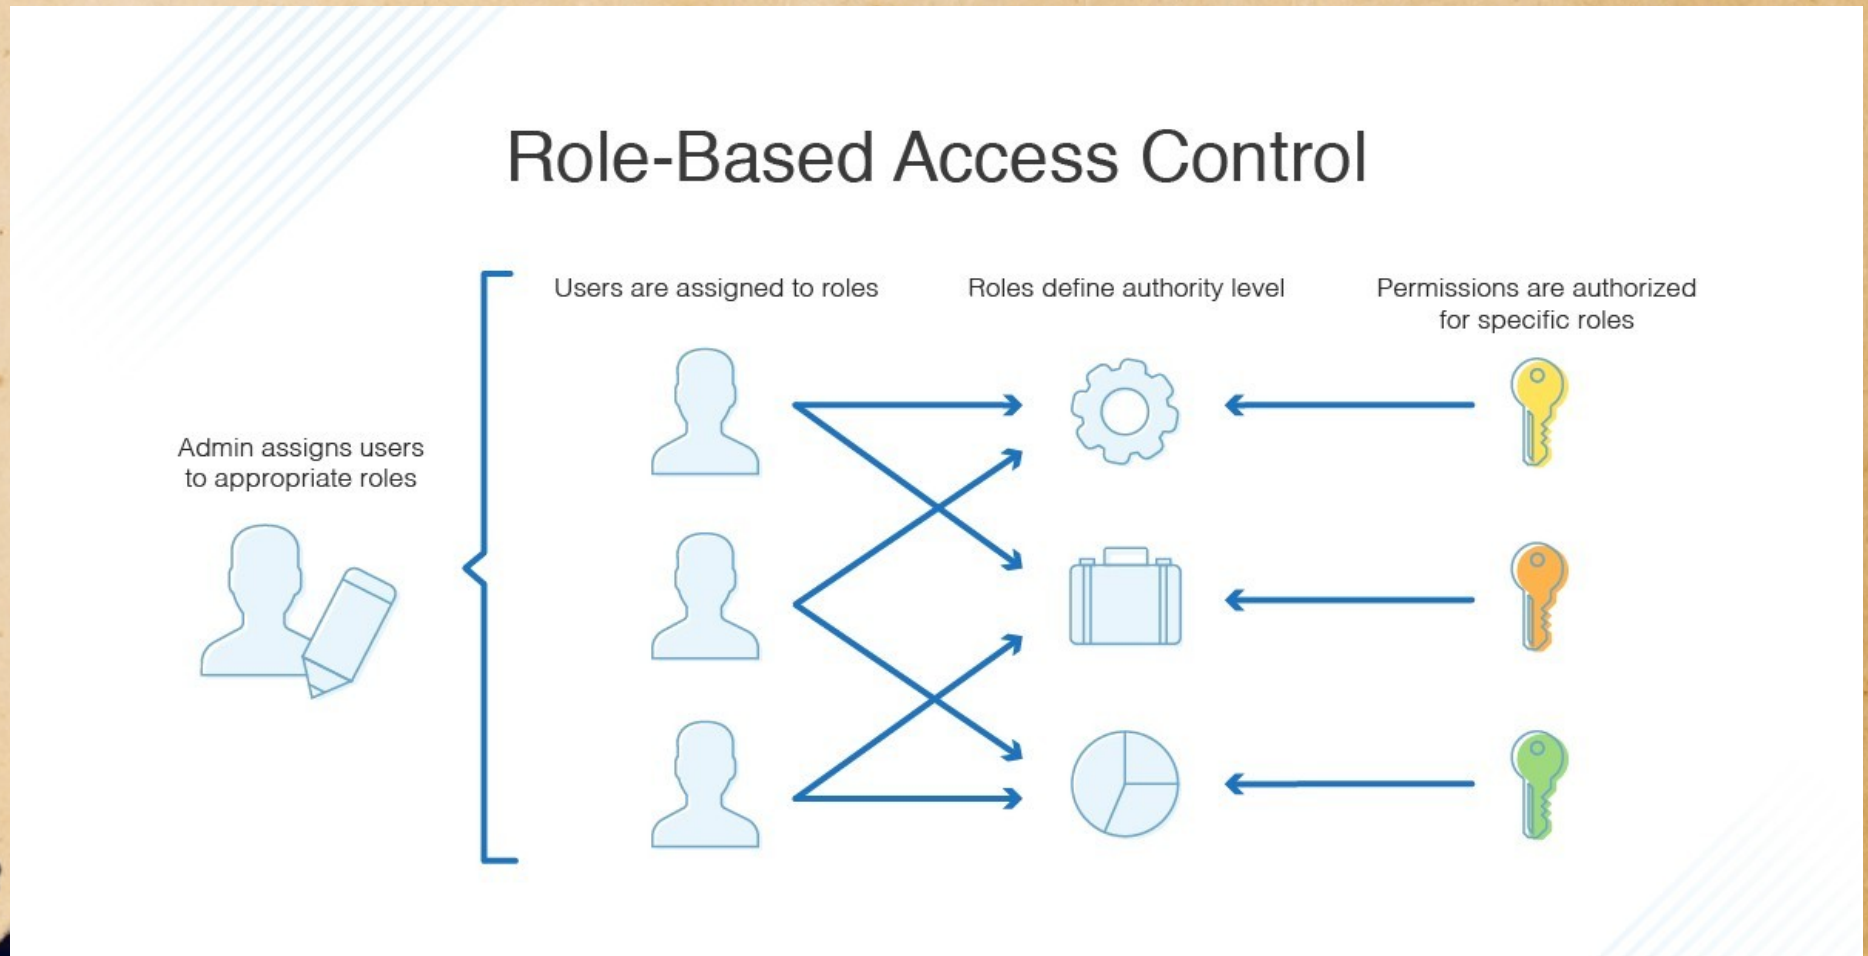 Role-Based Access Control
Users are assigned to roles
Roles define authority level
Permissions are authorized
for specific roles
Admin assigns users
to appropriate roles